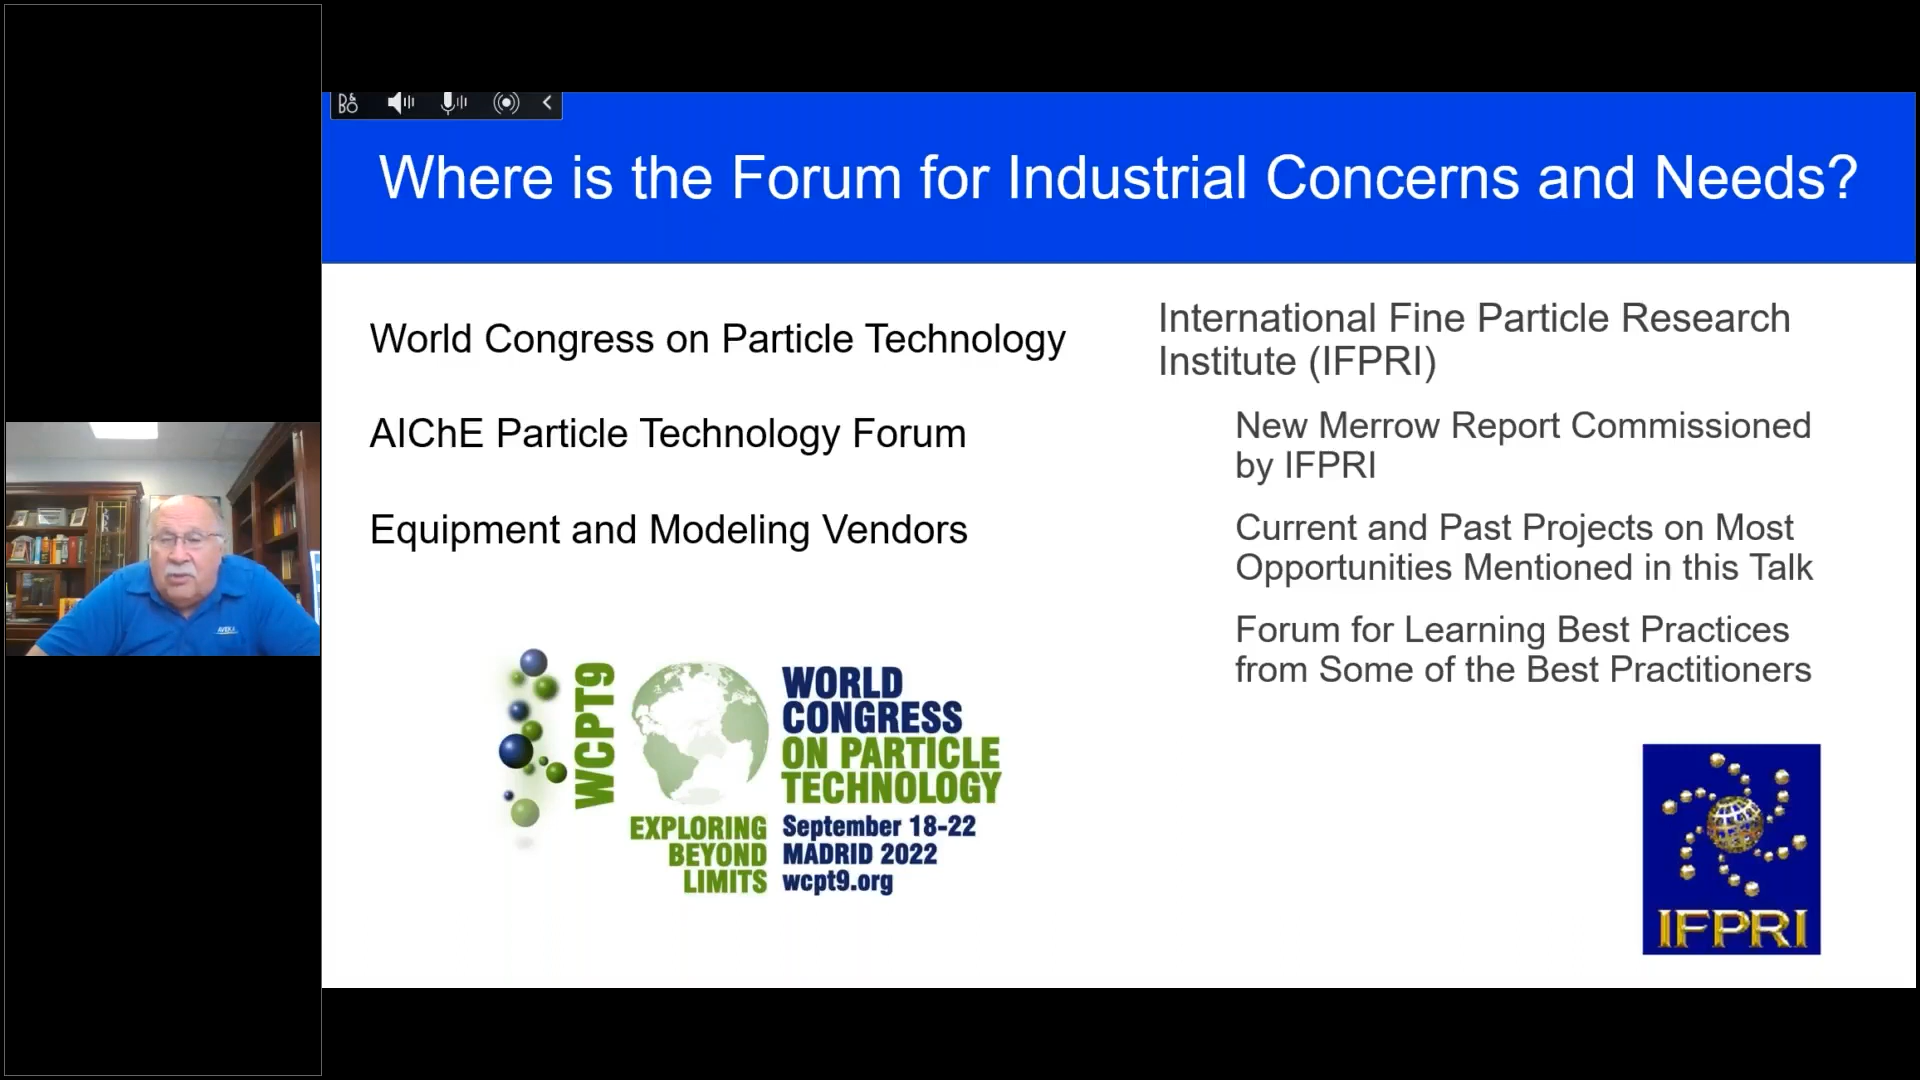 B&O
Where is the Forum for Industrial Concerns and Needs?
World Congress on Particle Technology
AIChE Particle Technology Forum
Equipment and Modeling Vendors
International Fine Particle Research
Institute (IFPRI)
New Merrow Report Commissioned
by IFPRI
Current and Past Projects on Most
Opportunities Mentioned in this Talk
Forum for Learning Best Practices
from Some of the Best Practitioners
WCPT9
WORLD
CONGRESS
ON PARTICLE
TECHNOLOGY
EXPLORING
BEYOND
LIMITS
September 18-22
MADRID 2022
wcpt9.org
IFPRI
AVEKA